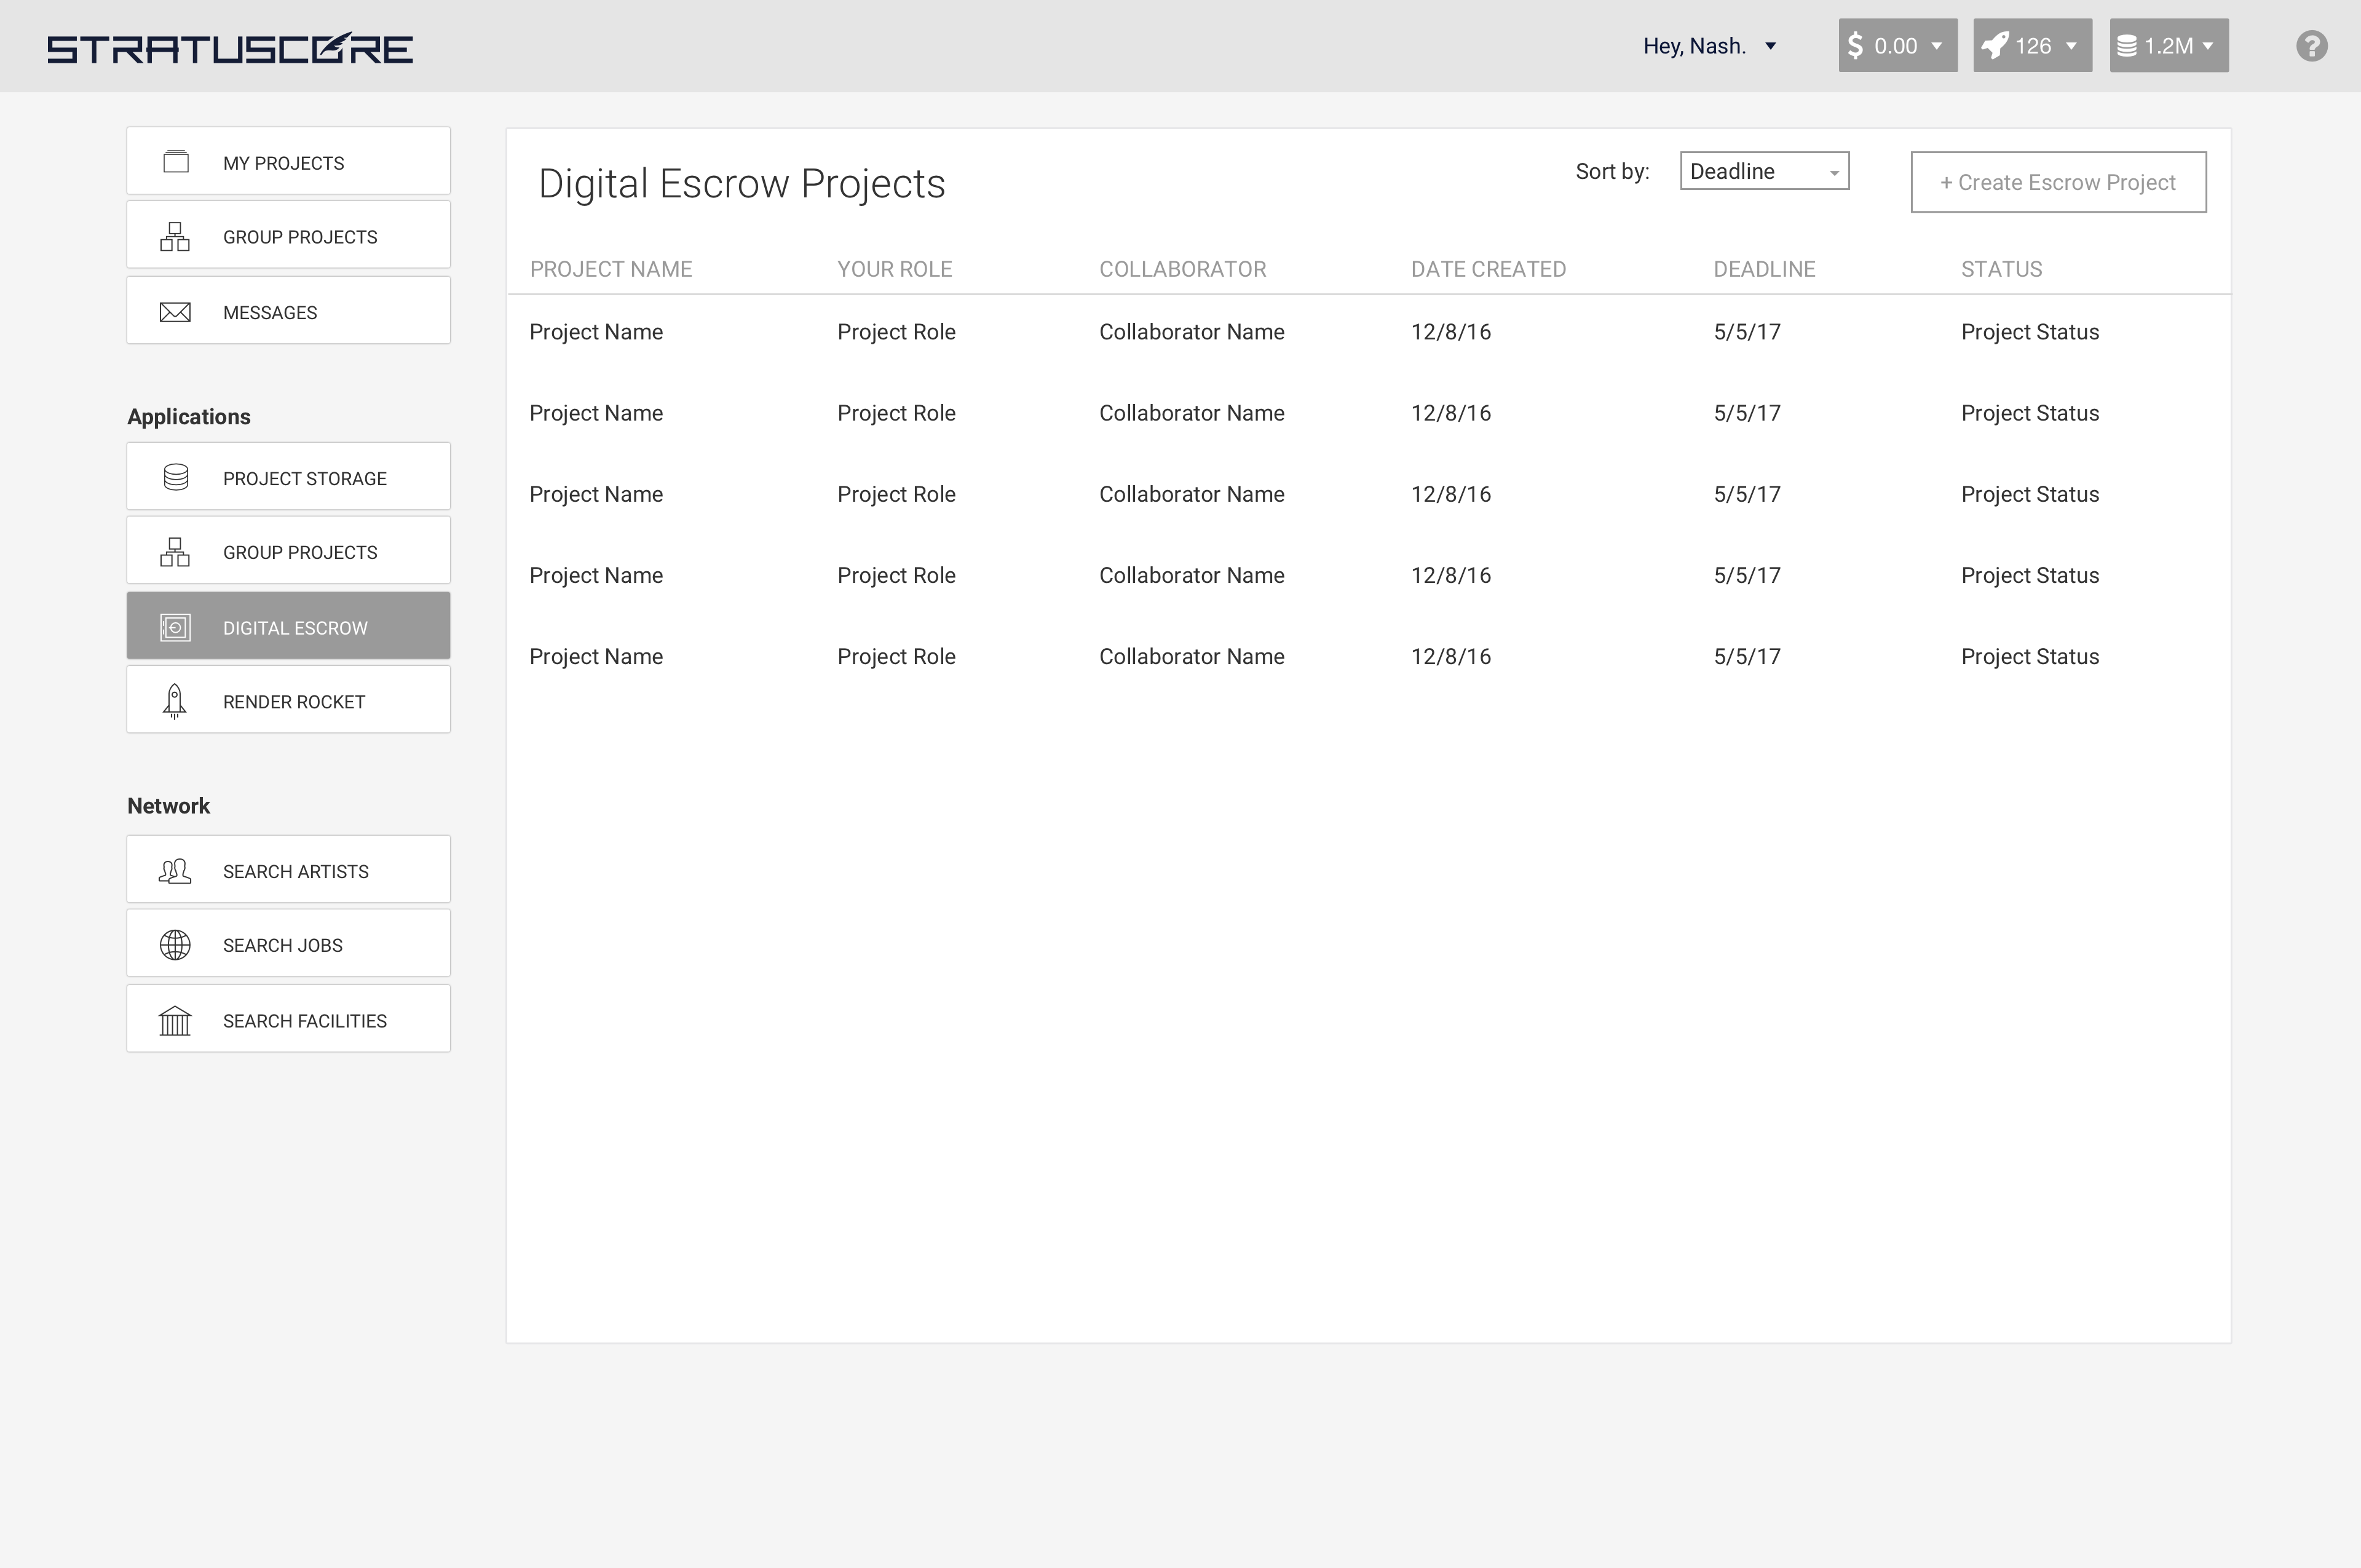 STRATUSCORE
Hey, Nash.
$ 0.00
126
1.2M
?
MY PROJECTS
GROUP PROJECTS
MESSAGES
Applications
PROJECT STORAGE
GROUP PROJECTS
DIGITAL ESCROW
RENDER ROCKET
Network
SEARCH ARTISTS
SEARCH JOBS
SEARCH FACILITIES
Digital Escrow Projects
Sort by: Deadline
+ Create Escrow Project
PROJECT NAME YOUR ROLE COLLABORATOR DATE CREATED DEADLINE STATUS
Project Name Project Role Collaborator Name 12/8/16 5/5/17 Project Status
Project Name Project Role Collaborator Name 12/8/16 5/5/17 Project Status
Project Name Project Role Collaborator Name 12/8/16 5/5/17 Project Status
Project Name Project Role Collaborator Name 12/8/16 5/5/17 Project Status
Project Name Project Role Collaborator Name 12/8/16 5/5/17 Project Status